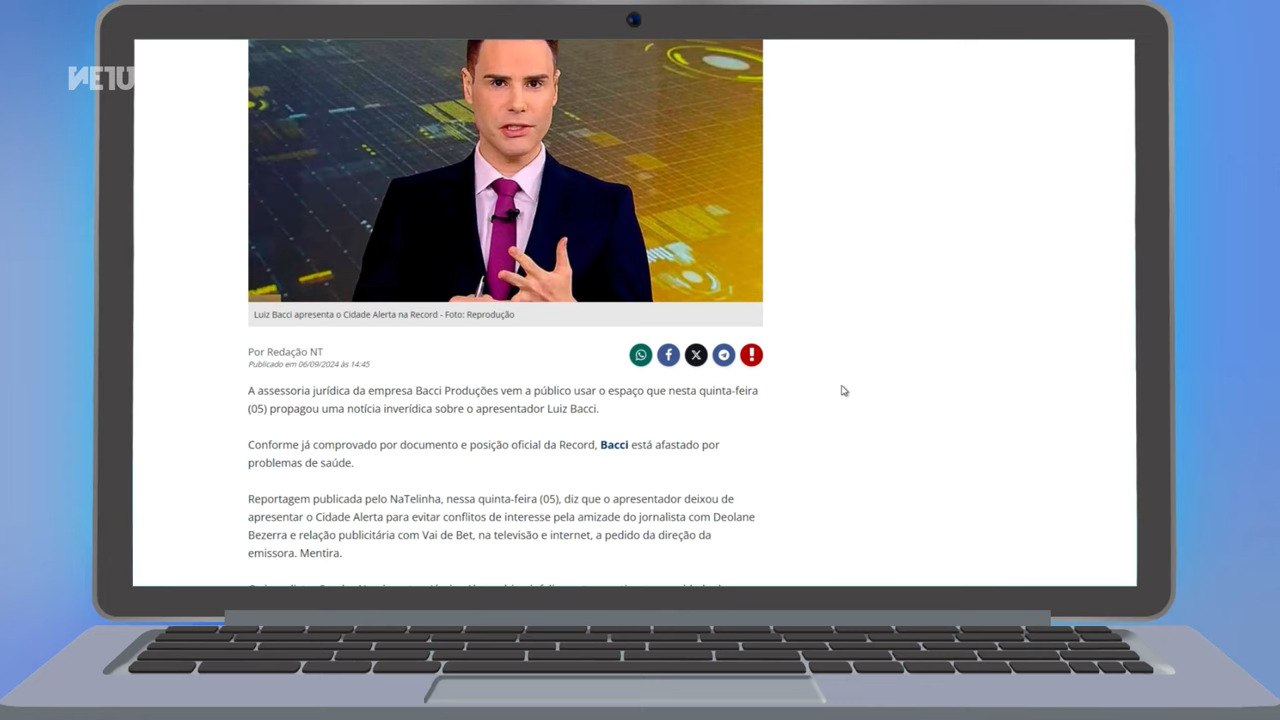 Luiz Bacci apresenta o Cidade Alerta na Record - Foto: Reprodução
Por Redação NT
Publicado em 06/09/2024 às 14:45
A assessoria jurídica da empresa Bacci Produções vem a público usar o espaço que nesta quinta-feira
(05) propagou uma notícia inverídica sobre o apresentador Luiz Bacci.
Conforme já comprovado por documento e posição oficial da Record, Bacci está afastado por
problemas de saúde.
Reportagem publicada pelo NaTelinha, nessa quinta-feira (05), diz que o apresentador deixou de
apresentar o Cidade Alerta para evitar conflitos de interesse pela amizade do jornalista com Deolane
Bezerra e relação publicitária com Vai de Bet, na televisão e internet, a pedido da direção da
emissora. Mentira.